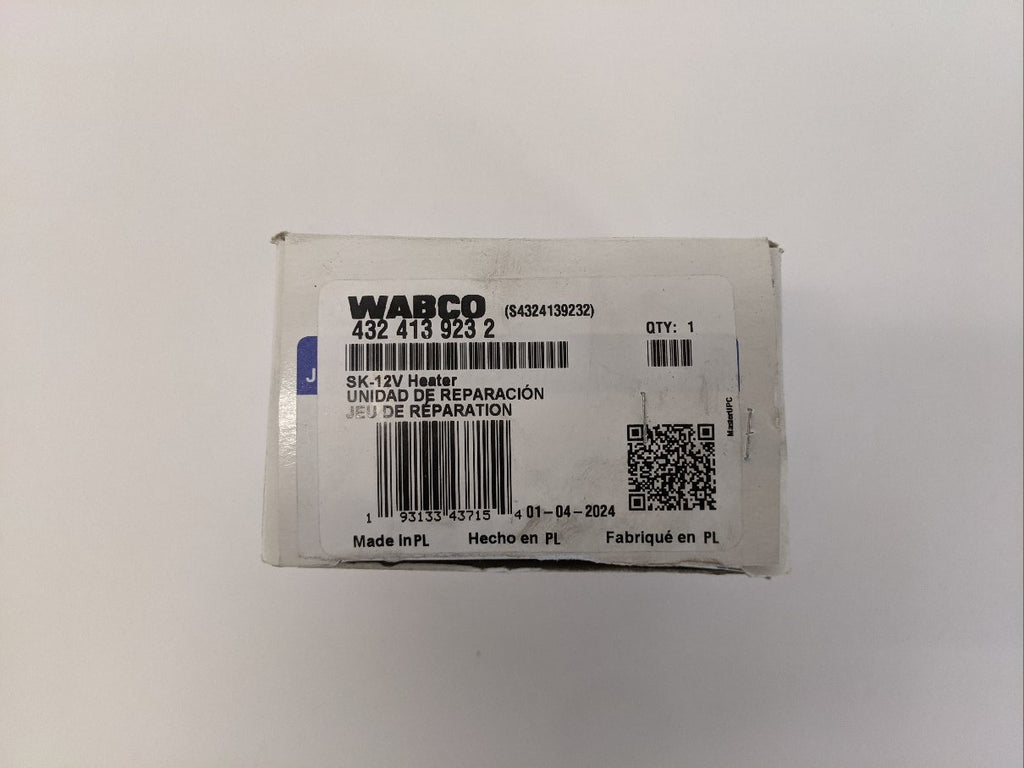 WABCO (S4324139232)
432 413 923 2
QTY: 1
J
SK-12V Heater
UNIDAD DE REPARACIÓN
JEU DE RÉPARATION
MasterUPC
1 93133 43715 4 01-04-2024
Made in PL Hecho en PL Fabriqué en PL